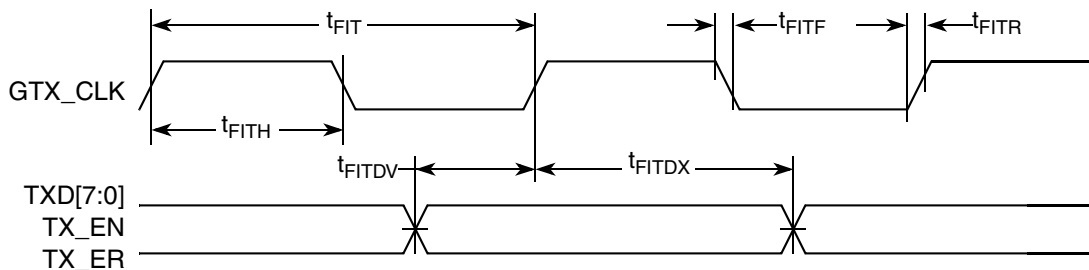 tFIT
tFITF
tFITR
GTX_CLK
tFITH
tFITDV
tFITDX
TXD[7:0]
TX_EN
TX_ER